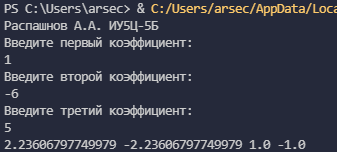 PS C:\Users\arsec> & C:/Users/arsec/AppData/Loca
Распашнов А.А. ИУ5Ц-5Б
Введите первый коэффициент:
1
Введите второй коэффициент:
-6
Введите третий коэффициент:
5
2.23606797749979 -2.23606797749979 1.0 -1.0